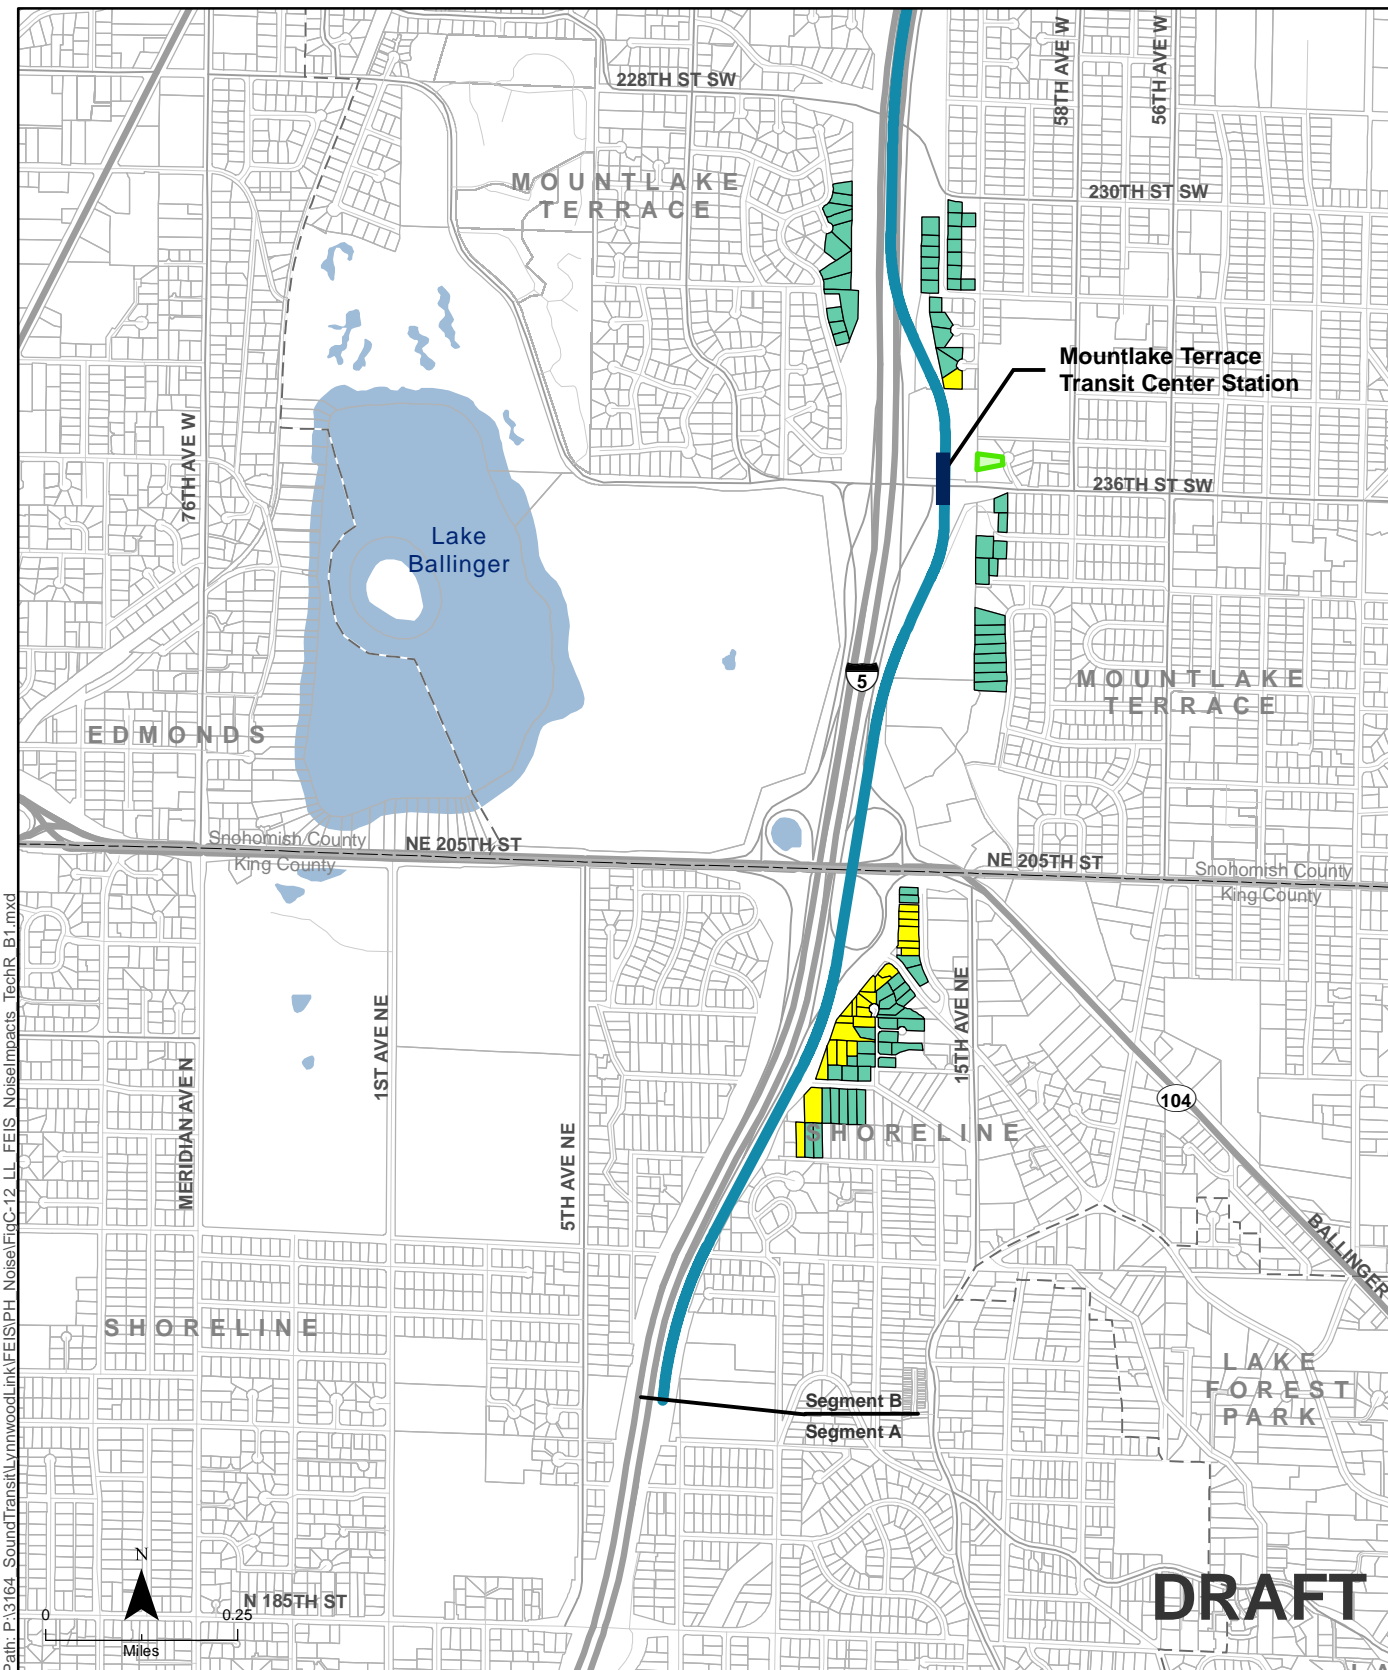 228TH ST SW
58TH AVE W
56TH AVE W
MOUNTLAKE
TERRACE
230TH ST SW
Mountlake Terrace
Transit Center Station
76TH AVE W
236TH ST SW
Lake
Ballinger
5
MOUNTLAKE
TERRACE
EDMONDS
Snohomish County
King County
NE 205TH ST
NE 205TH ST
Snohomish County
King County
MERIDIAN AVE N
1ST AVE NE
5TH AVE NE
15TH AVE NE
104
SHORELINE
BALLINGER
SHORELINE
LAKE
FOREST
PARK
Segment B
Segment A
N
N 185TH ST
0
0.25
Miles
DRAFT
Path: P:\3164_SoundTransit\LynnwoodLink\FEIS\PH_Noise\FigC-12_LL_FEIS_NoiseImpacts_TechR_B1.mxd